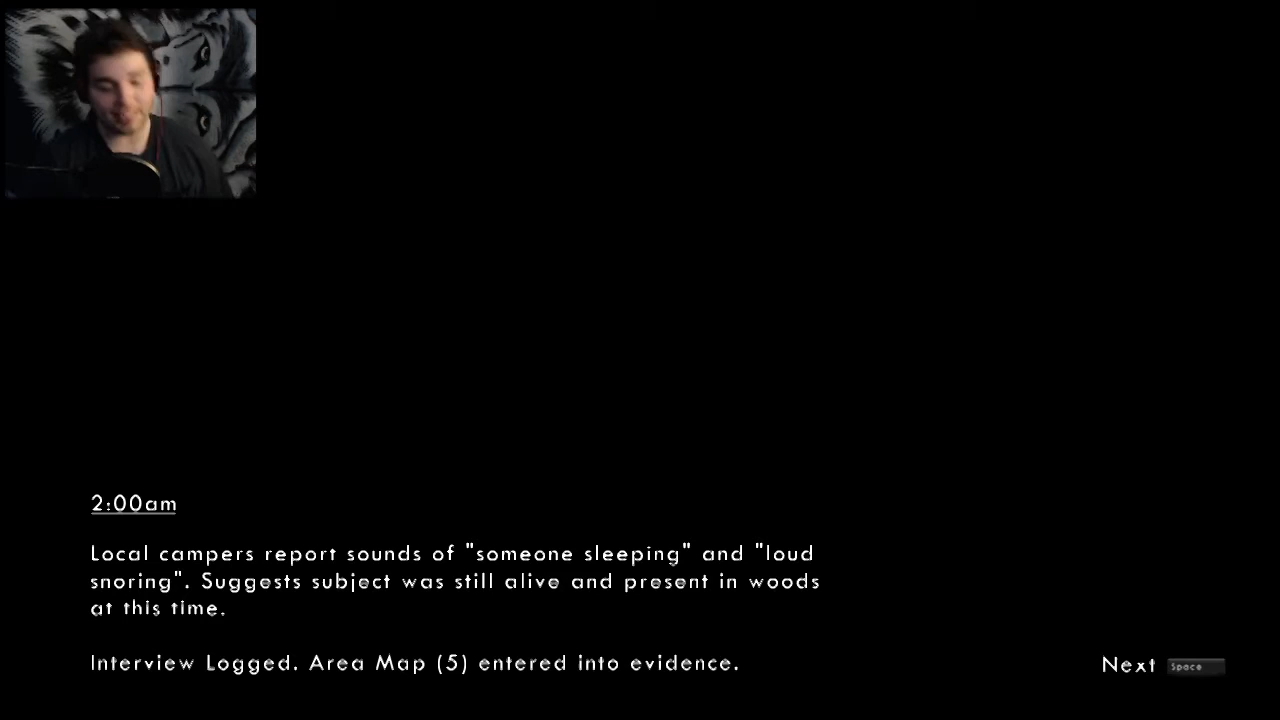 2:00am
Local campers report sounds of "someone sleeping" and "loud
snoring". Suggests subject was still alive and present in woods
at this time.
Interview Logged. Area Map (5) entered into evidence.
Next Space